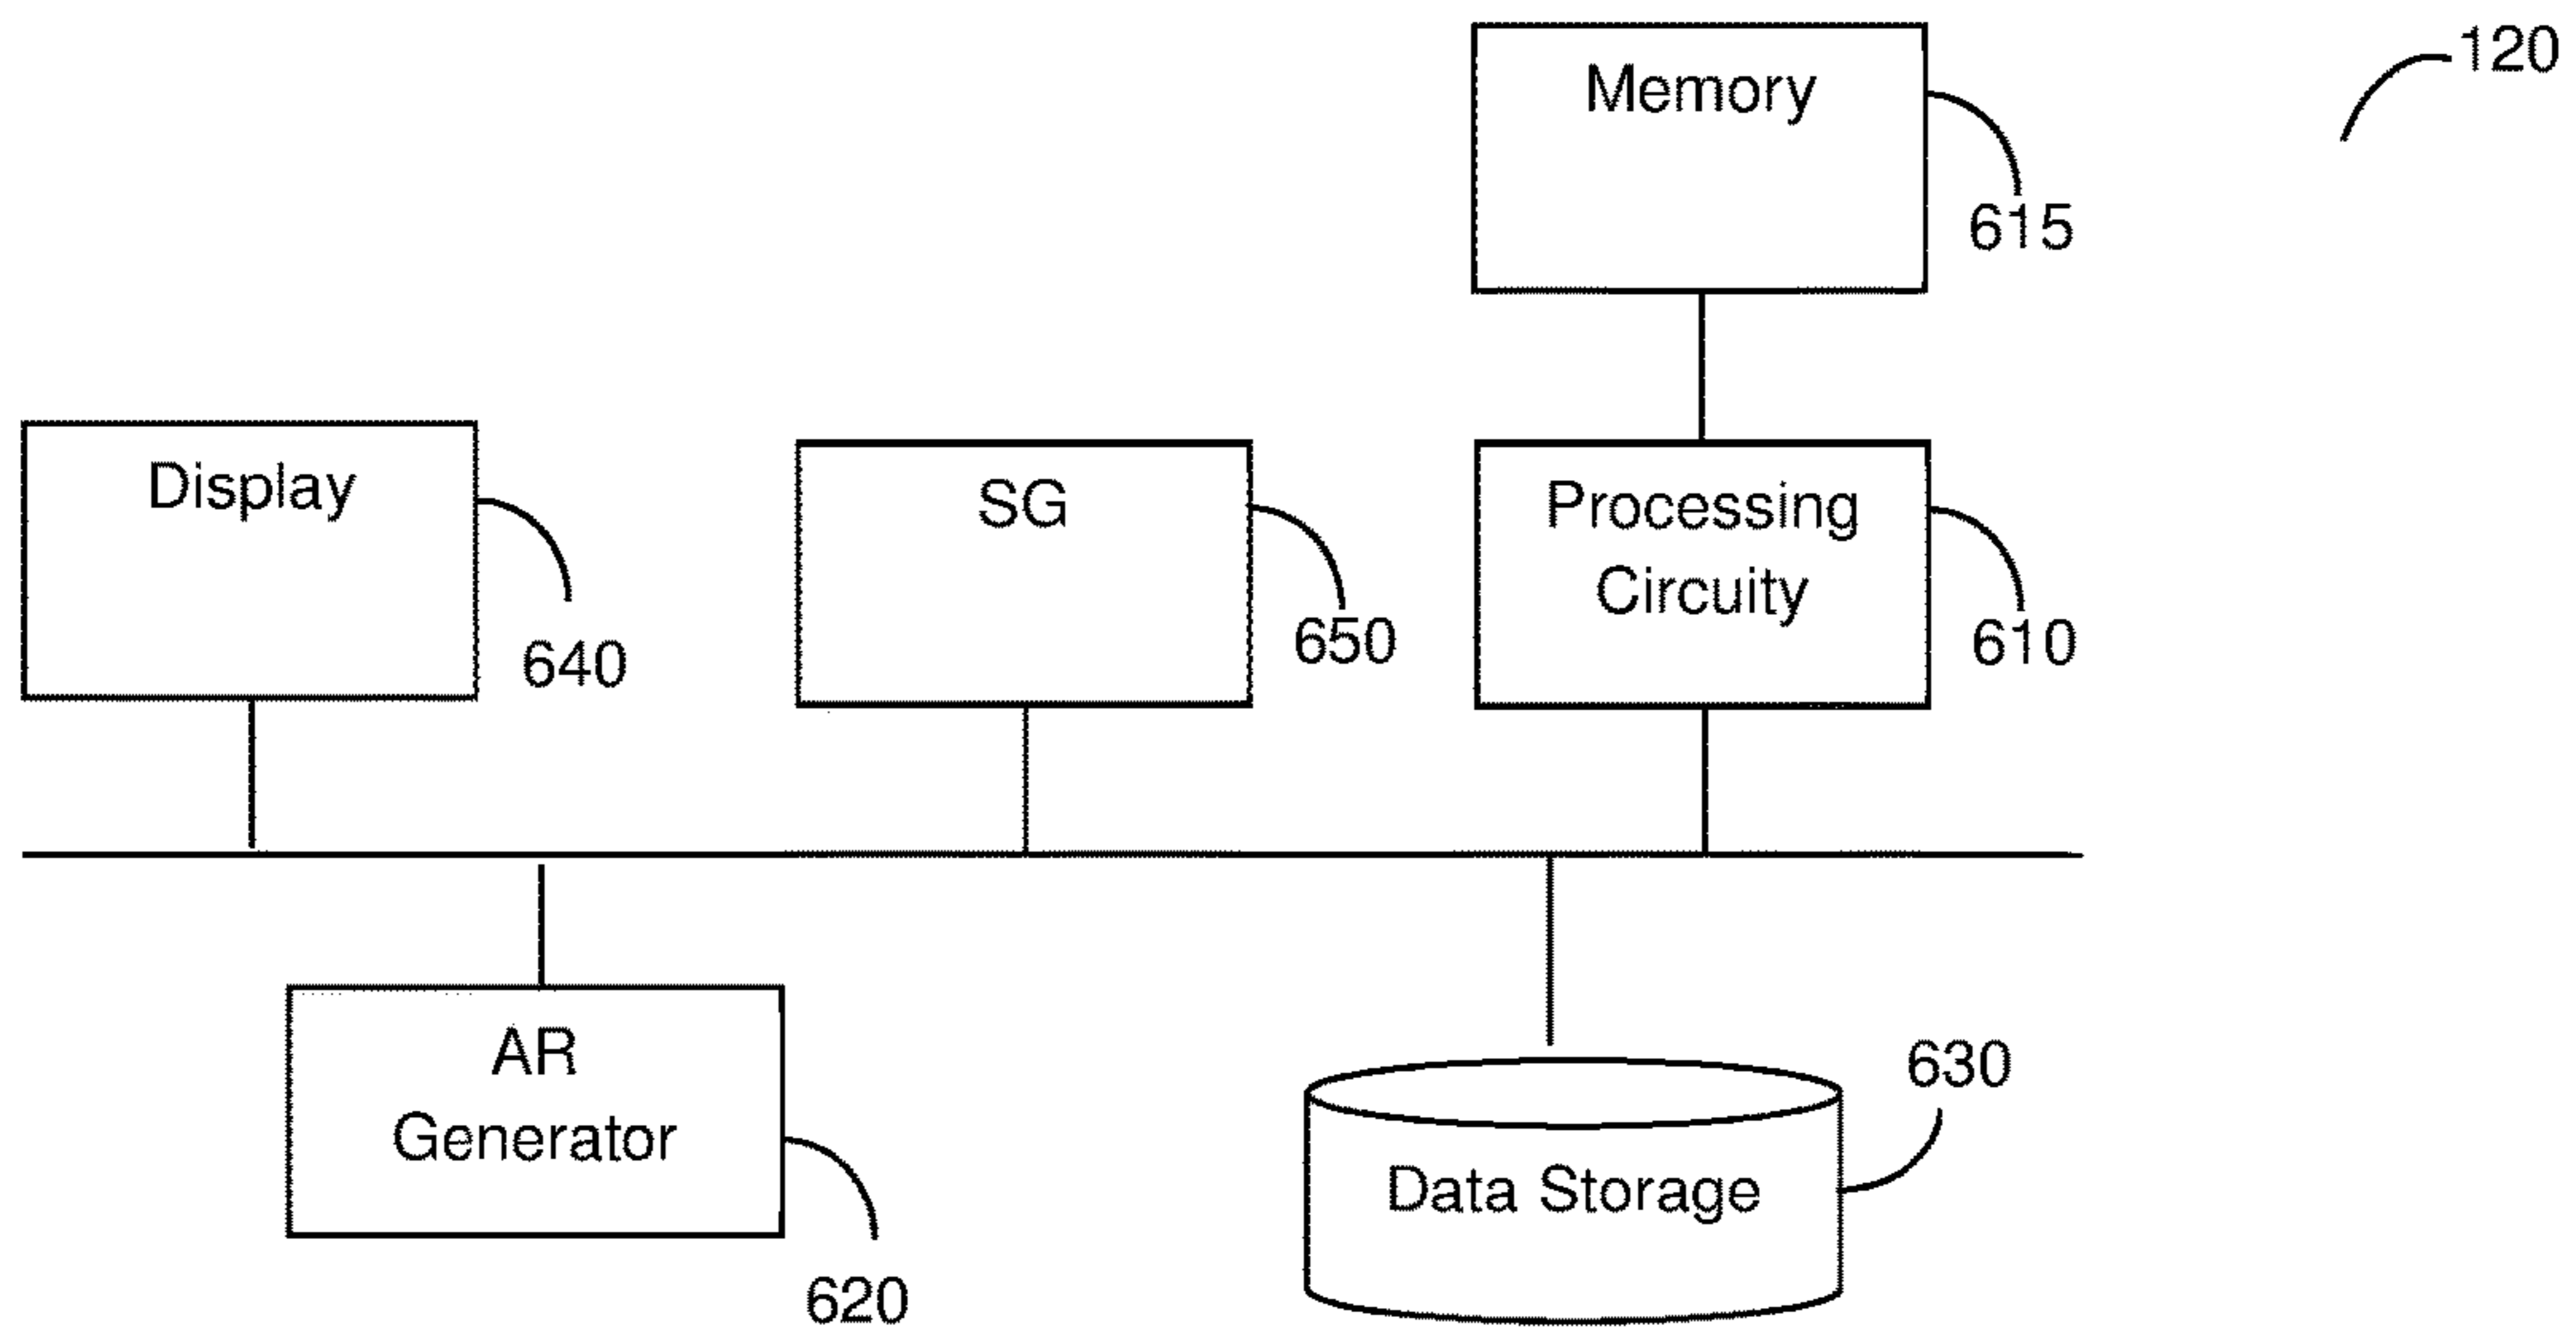 120
Memory
615
Display
640
SG
650
Processing
Circuity
610
AR
Generator
620
630
Data Storage